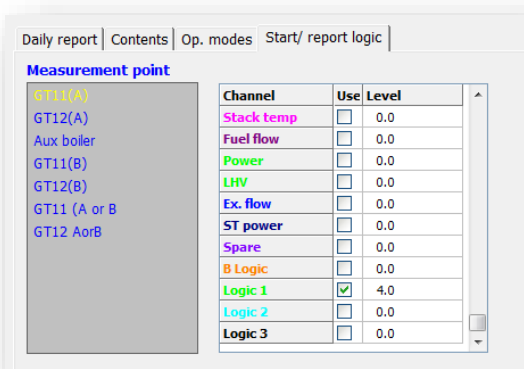 Daily report Contents Op. modes Start/ report logic
Measurement point
GT11(A)
GT12(A)
Aux boiler
GT11(B)
GT12(B)
GT11 (A or B
GT12 AorB
Channel Use Level
Stack temp 0.0
Fuel flow 0.0
Power 0.0
LHV 0.0
Ex. flow 0.0
ST power 0.0
Spare 0.0
B Logic 0.0
Logic 1 4.0
Logic 2 0.0
Logic 3 0.0